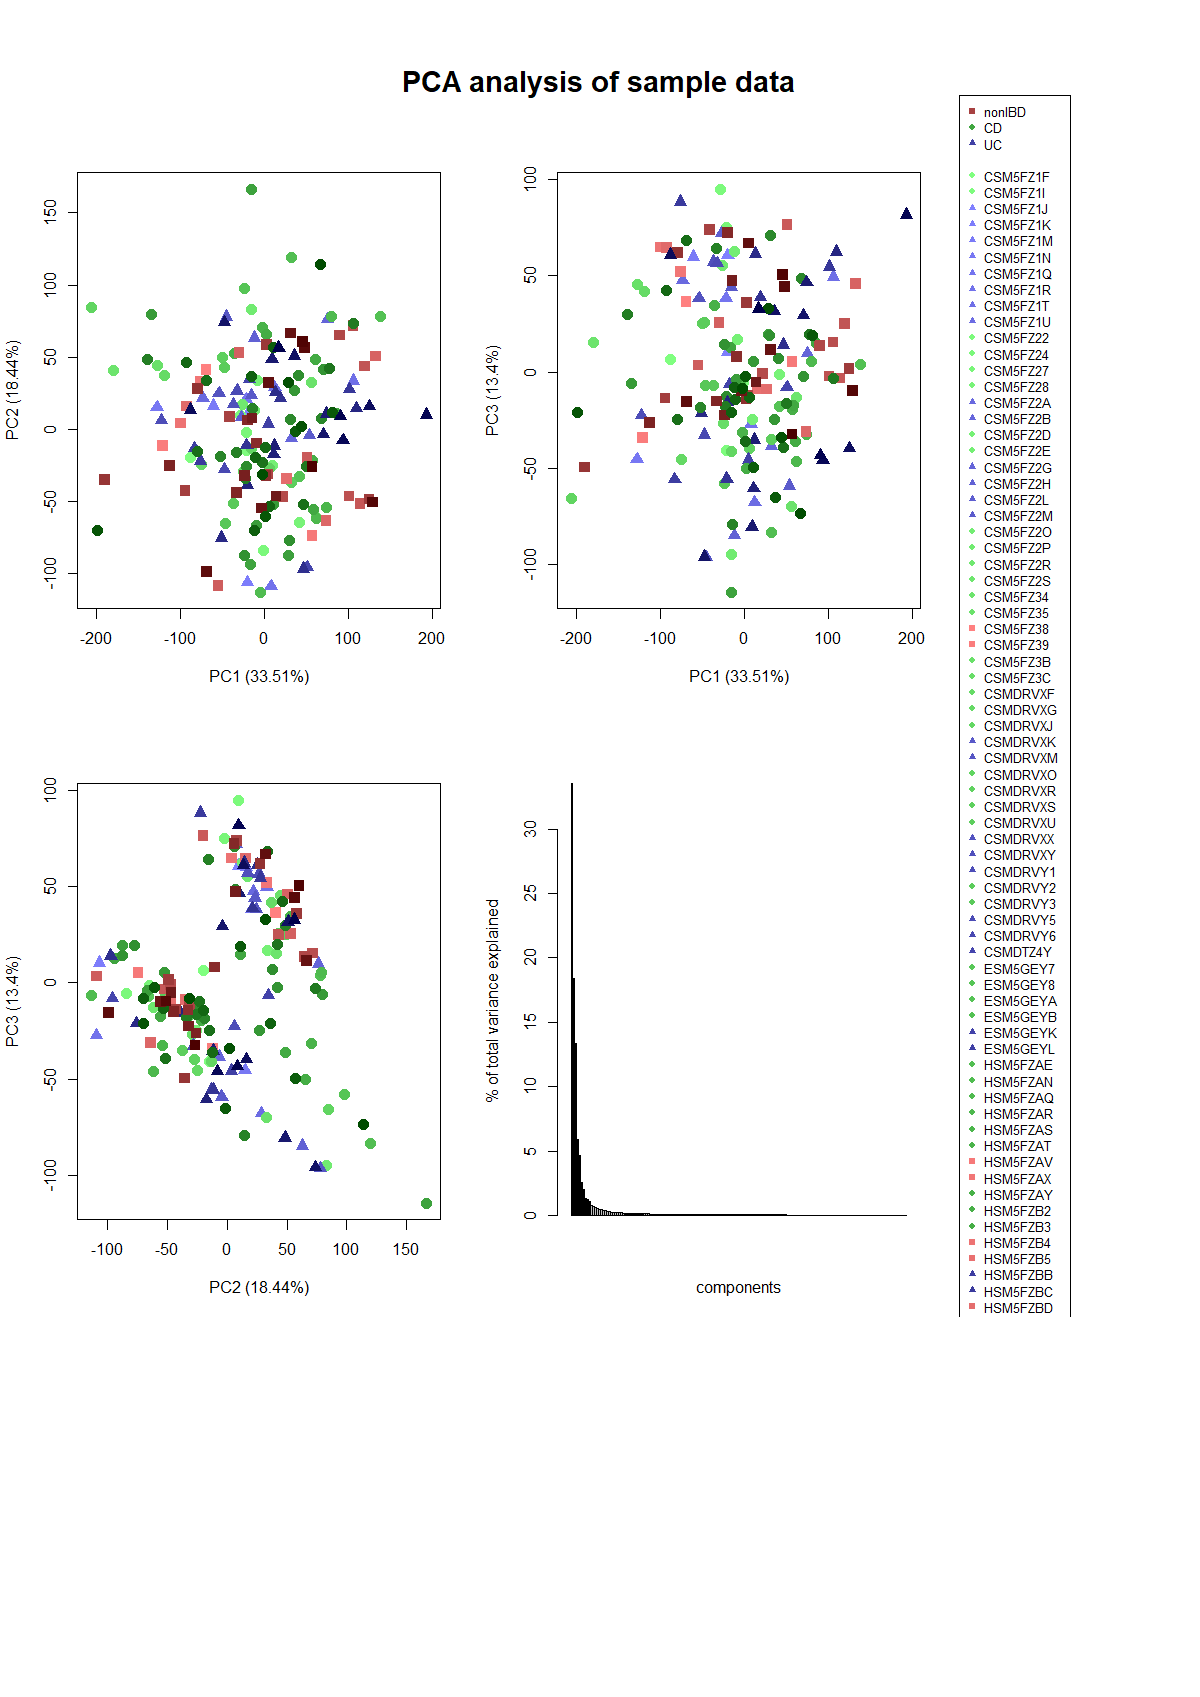 PCA analysis of sample data
150
100
50
0
-50
-100
PC2 (18.44%)
-200
-100
0
100
200
PC1 (33.51%)
100
50
0
-50
-100
PC3 (13.4%)
-200
-100
0
100
200
PC1 (33.51%)
100
50
0
-50
-100
PC3 (13.4%)
-100
-50
0
50
100
150
PC2 (18.44%)
30
25
20
15
10
5
0
% of total variance explained
components
nonIBD
CD
UC
CSM5FZ1F
CSM5FZ1I
CSM5FZ1J
CSM5FZ1K
CSM5FZ1M
CSM5FZ1N
CSM5FZ1Q
CSM5FZ1R
CSM5FZ1T
CSM5FZ1U
CSM5FZ22
CSM5FZ24
CSM5FZ27
CSM5FZ28
CSM5FZ2A
CSM5FZ2B
CSM5FZ2D
CSM5FZ2E
CSM5FZ2G
CSM5FZ2H
CSM5FZ2L
CSM5FZ2M
CSM5FZ2O
CSM5FZ2P
CSM5FZ2R
CSM5FZ2S
CSM5FZ34
CSM5FZ35
CSM5FZ38
CSM5FZ39
CSM5FZ3B
CSM5FZ3C
CSMDRVXF
CSMDRVXG
CSMDRVXJ
CSMDRVXK
CSMDRVXM
CSMDRVXO
CSMDRVXR
CSMDRVXS
CSMDRVXU
CSMDRVXX
CSMDRVXY
CSMDRVY1
CSMDRVY2
CSMDRVY3
CSMDRVY5
CSMDRVY6
CSMDTZ4Y
ESM5GEY7
ESM5GEY8
ESM5GEYA
ESM5GEYB
ESM5GEYK
ESM5GEYL
HSM5FZAE
HSM5FZAN
HSM5FZAQ
HSM5FZAR
HSM5FZAS
HSM5FZAT
HSM5FZAV
HSM5FZAX
HSM5FZAY
HSM5FZB2
HSM5FZB3
HSM5FZB4
HSM5FZB5
HSM5FZBB
HSM5FZBC
HSM5FZBD